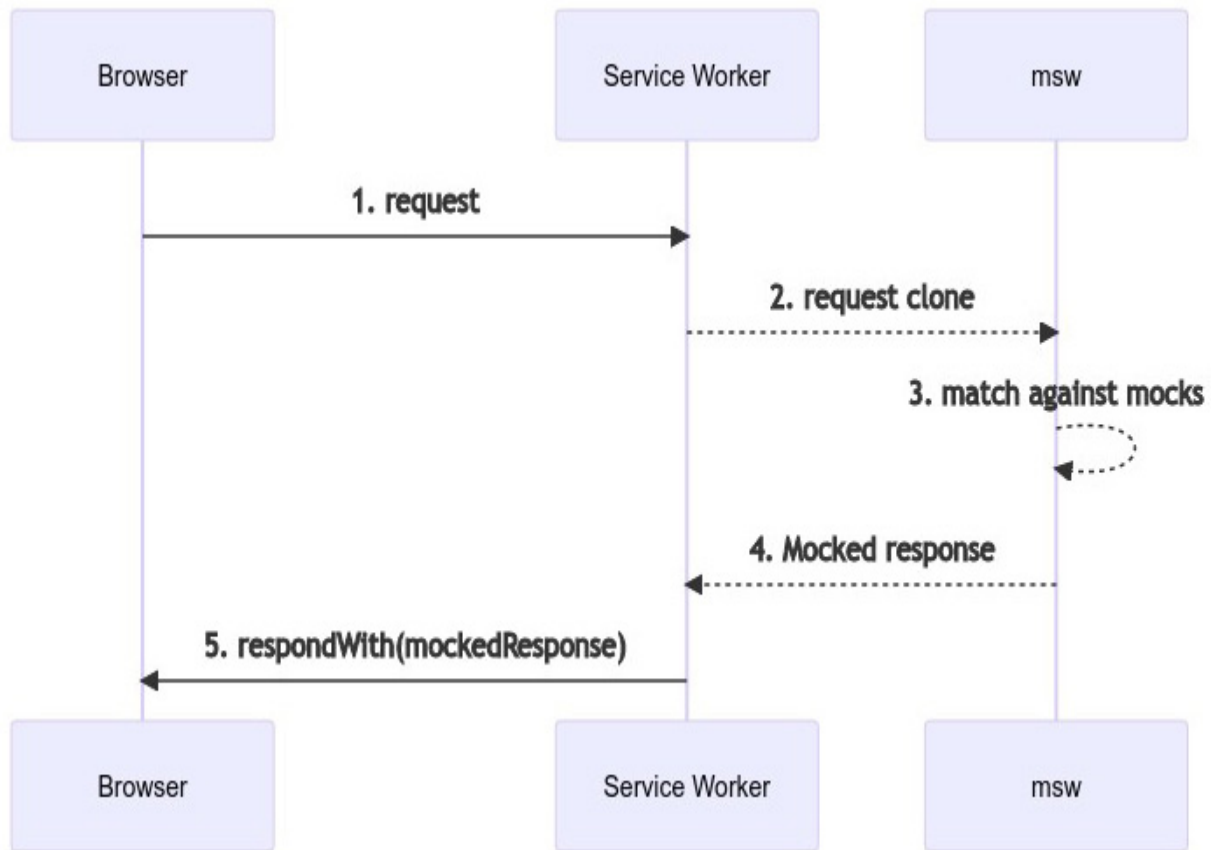 Browser
Service Worker
msw
1. request
2. request clone
3. match against mocks
4. Mocked response
5. respondWith(mockedResponse)
Browser
Service Worker
msw